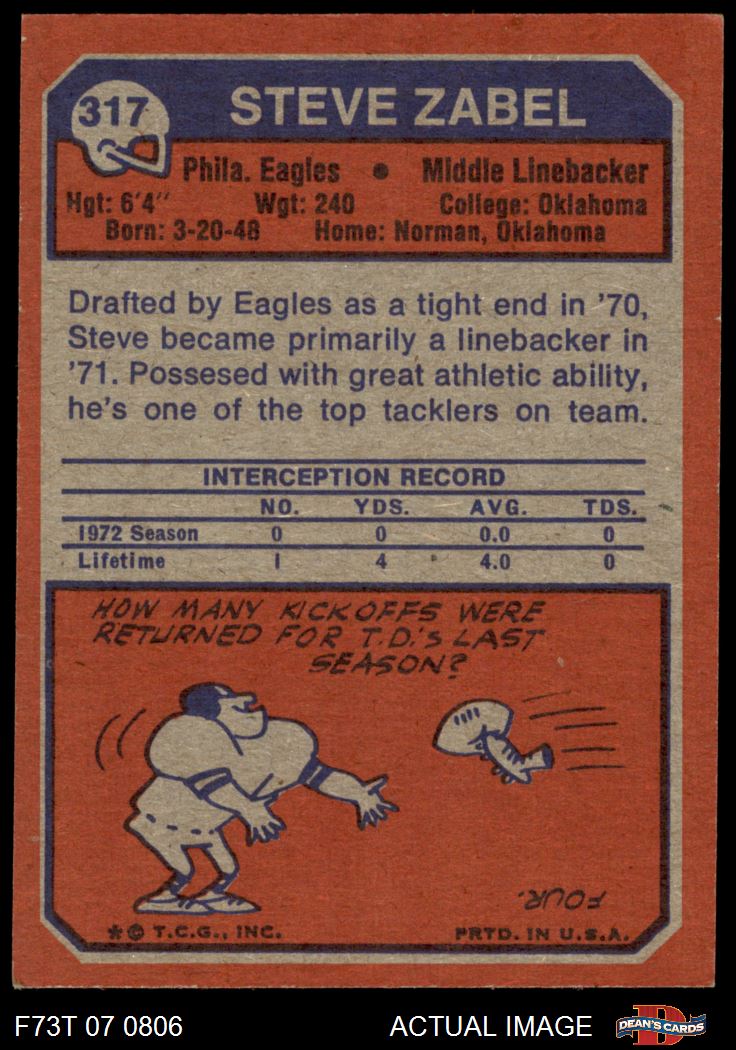 317
STEVE ZABEL
Phila. Eagles • Middle Linebacker
Hgt: 6'4" Wgt: 240 College: Oklahoma
Born: 3-20-48 Home: Norman, Oklahoma
Drafted by Eagles as a tight end in '70,
Steve became primarily a linebacker in
'71. Possesed with great athletic ability,
he's one of the top tacklers on team.
INTERCEPTION RECORD
NO. YDS. AVG. TDS.
1972 Season 0 0 0.0 0
Lifetime 1 4 4.0 0
HOW MANY KICKOFFS WERE
RETURNED FOR T.D.'s LAST
SEASON?
FOUR.
*© T.C.G., INC. PRTD. IN U.S.A.
F73T 07 0806 ACTUAL IMAGE
D
DEAN'S CARDS